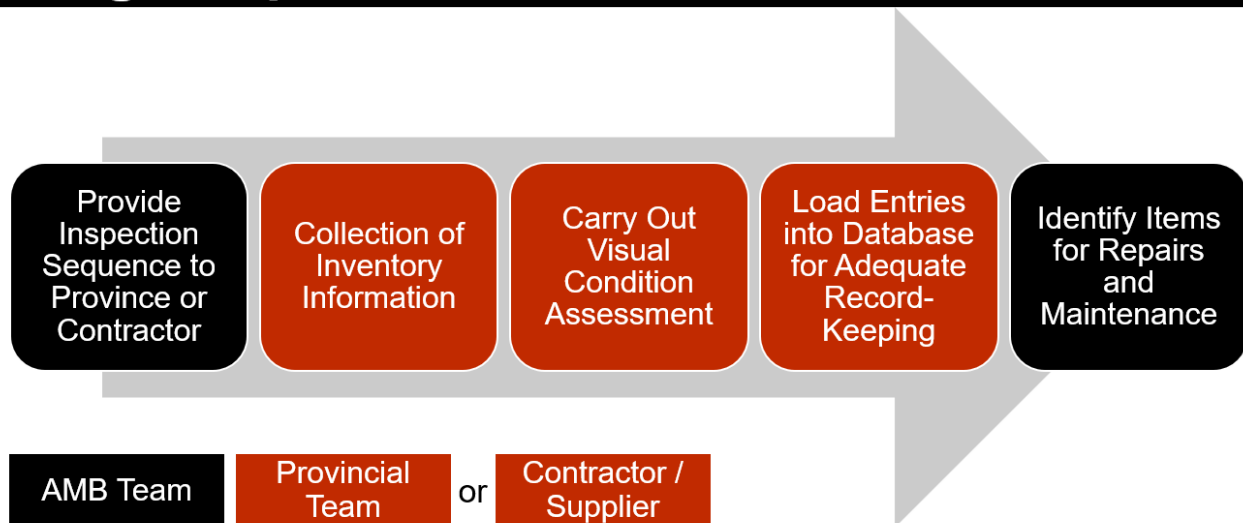 Provide
Inspection
Sequence to
Province or
Contractor
Collection of
Inventory
Information
Carry Out
Visual
Condition
Assessment
Load Entries
into Database
for Adequate
Record-
Keeping
Identify Items
for Repairs
and
Maintenance
AMB Team
Provincial
Team
or
Contractor /
Supplier